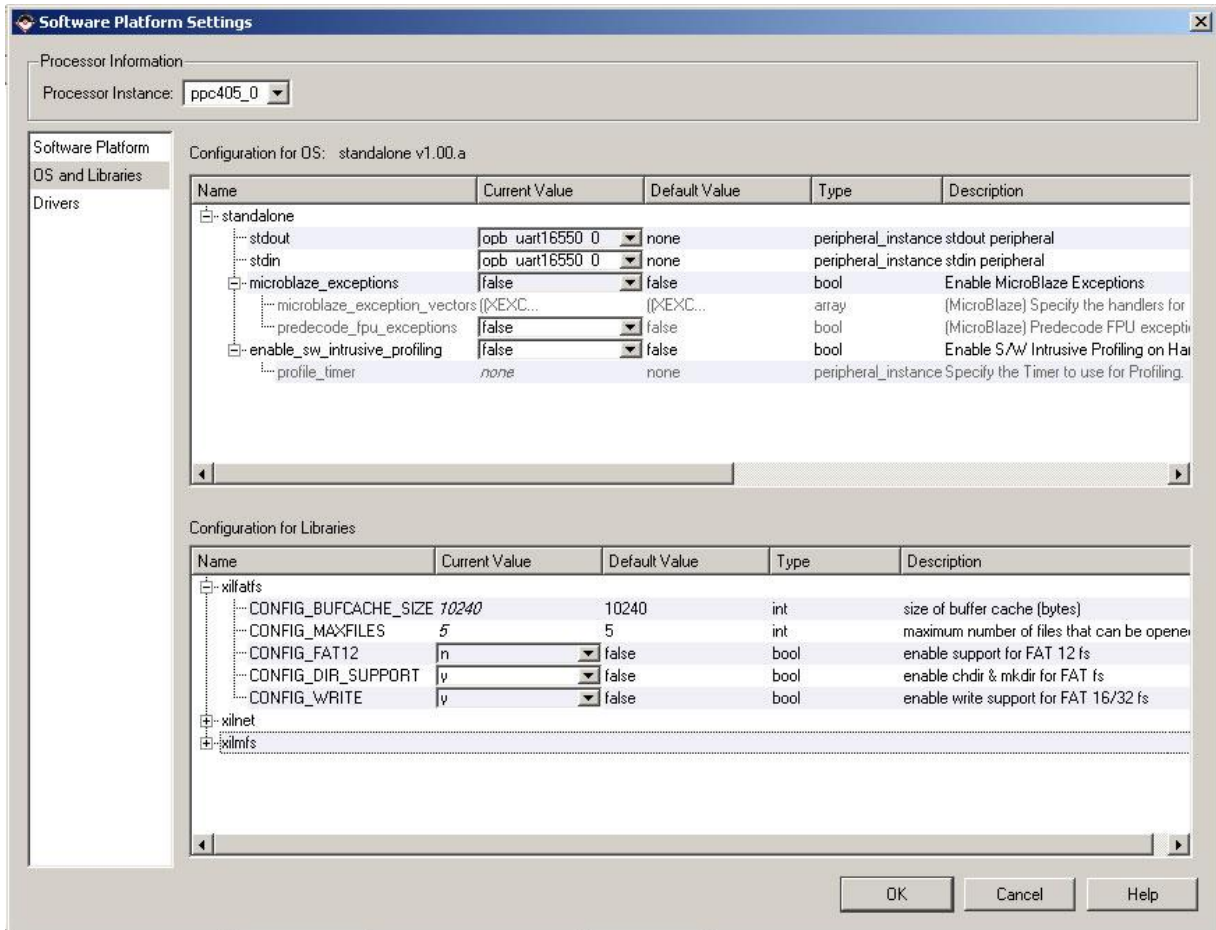 Software Platform Settings
Processor Information
Processor Instance: ppc405_0
Software Platform
OS and Libraries
Drivers
Configuration for OS: standalone v1.00.a
Name Current Value Default Value Type Description
standalone
stdout opb_uart16550_0 none peripheral_instance stdout peripheral
stdin opb_uart16550_0 none peripheral_instance stdin peripheral
microblaze_exceptions false false bool Enable MicroBlaze Exceptions
microblaze_exception_vectors ((XEXC... ((XEXC... array (MicroBlaze) Specify the handlers for
predecode_fpu_exceptions false false bool (MicroBlaze) Predecode FPU excepti
enable_sw_intrusive_profiling false false bool Enable S/W Intrusive Profiling on Har
profile_timer none none peripheral_instance Specify the Timer to use for Profiling.
Configuration for Libraries
Name Current Value Default Value Type Description
xilfatfs
CONFIG_BUFCACHE_SIZE 10240 10240 int size of buffer cache (bytes)
CONFIG_MAXFILES 5 5 int maximum number of files that can be opene
CONFIG_FAT12 n false bool enable support for FAT 12 fs
CONFIG_DIR_SUPPORT y false bool enable chdir & mkdir for FAT fs
CONFIG_WRITE y false bool enable write support for FAT 16/32 fs
xilnet
xilmfs
OK Cancel Help